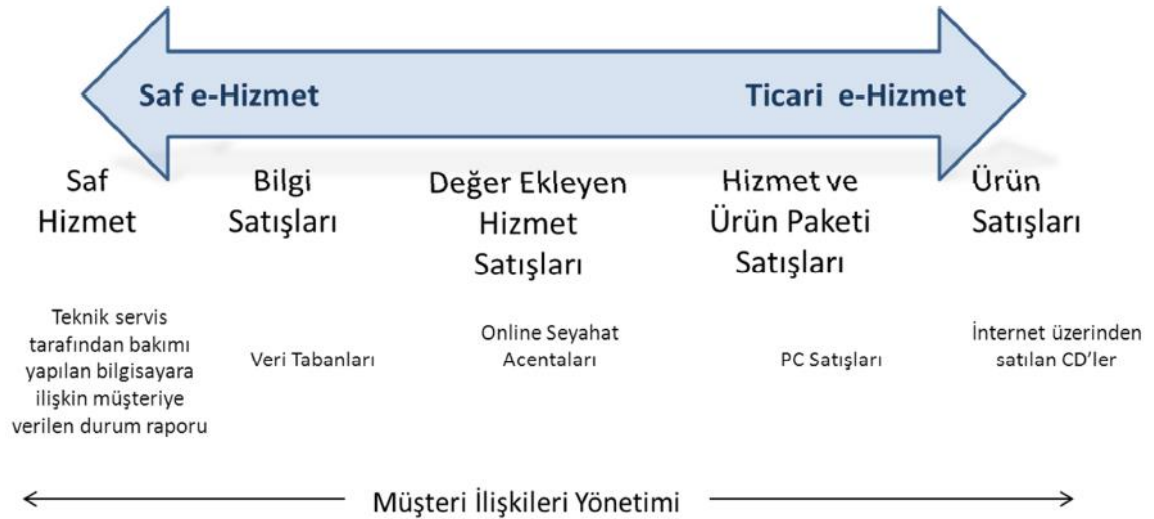 Saf e-Hizmet
Ticari e-Hizmet
Saf
Hizmet
Bilgi
Satışları
Değer Ekleyen
Hizmet
Satışları
Hizmet ve
Ürün Paketi
Satışları
Ürün
Satışları
Teknik servis
tarafından bakımı
yapılan bilgisayara
ilişkin müşteriye
verilen durum raporu
Veri Tabanları
Online Seyahat
Acentaları
PC Satışları
İnternet üzerinden
satılan CD’ler
Müşteri İlişkileri Yönetimi